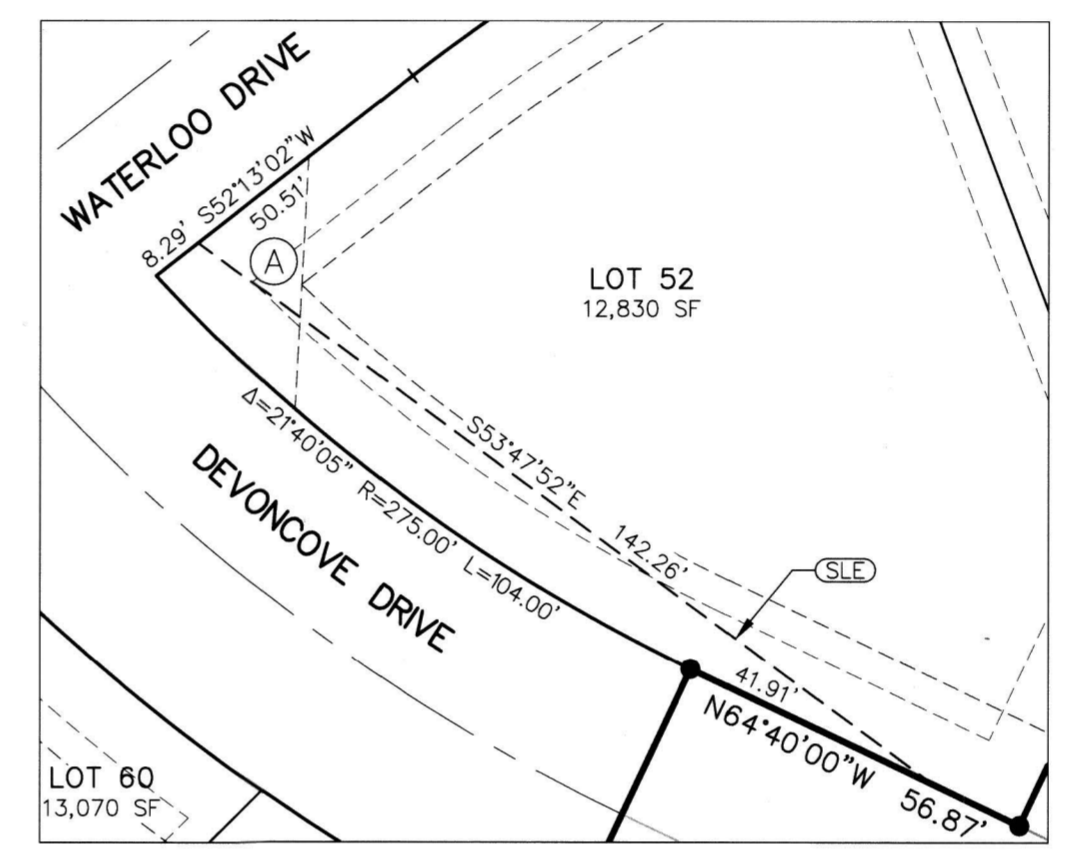 WATERLOO DRIVE
8.29' S52°13'02"W
50.51'
A
LOT 52
12,830 SF
S53°47'52"E
142.26'
Δ=21°40'05" R=275.00' L=104.00'
DEVONCOVE DRIVE
SLE
41.91'
N64°40'00"W 56.87'
LOT 60
13,070 SF